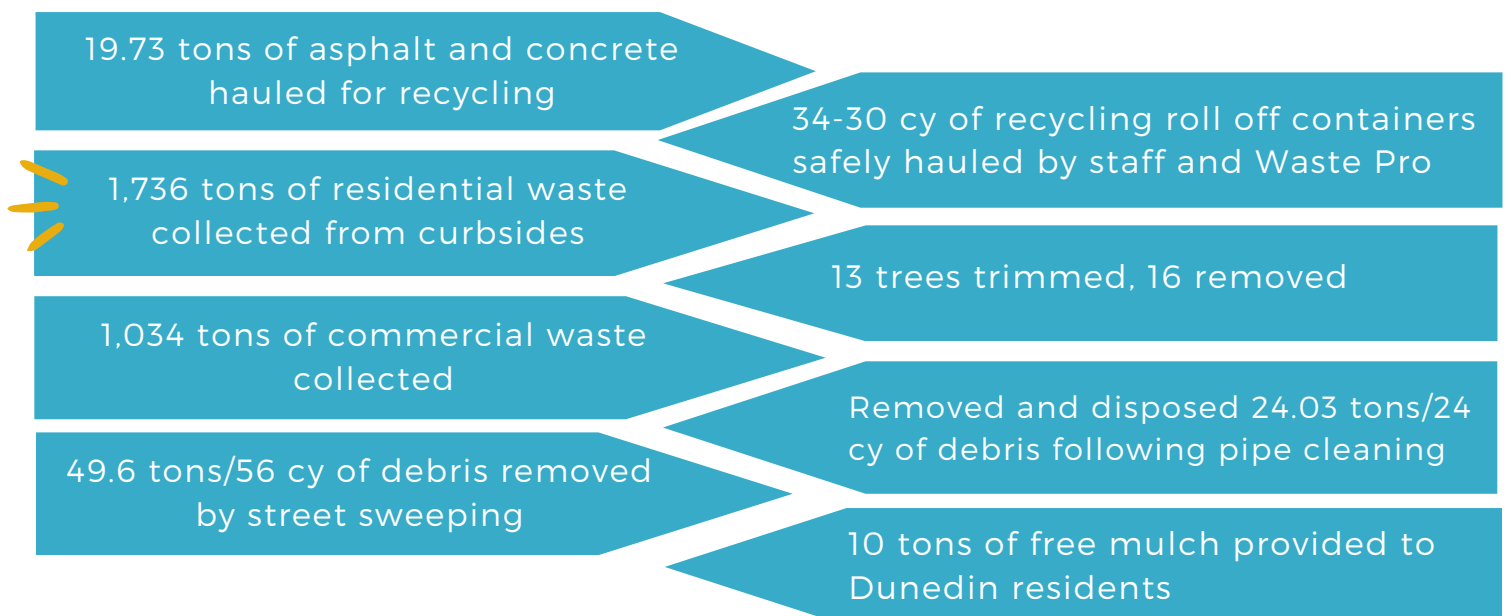 19.73 tons of asphalt and concrete
hauled for recycling
34-30 cy of recycling roll off containers
safely hauled by staff and Waste Pro
1,736 tons of residential waste
collected from curbsides
13 trees trimmed, 16 removed
1,034 tons of commercial waste
collected
Removed and disposed 24.03 tons/24
cy of debris following pipe cleaning
49.6 tons/56 cy of debris removed
by street sweeping
10 tons of free mulch provided to
Dunedin residents